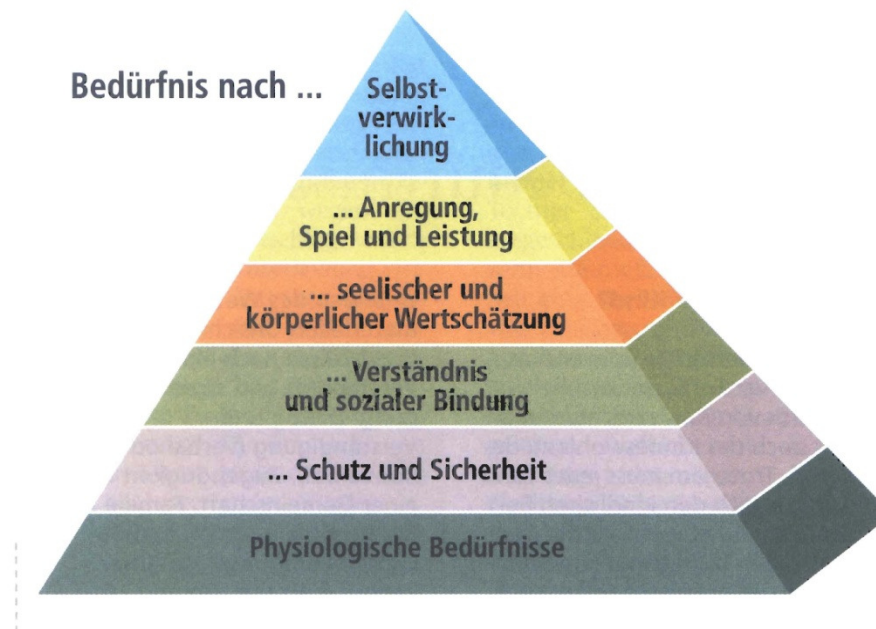 Bedürfnis nach ...
Selbst-
verwirk-
lichung
... Anregung,
Spiel und Leistung
... seelischer und
körperlicher Wertschätzung
... Verständnis
und sozialer Bindung
... Schutz und Sicherheit
Physiologische Bedürfnisse